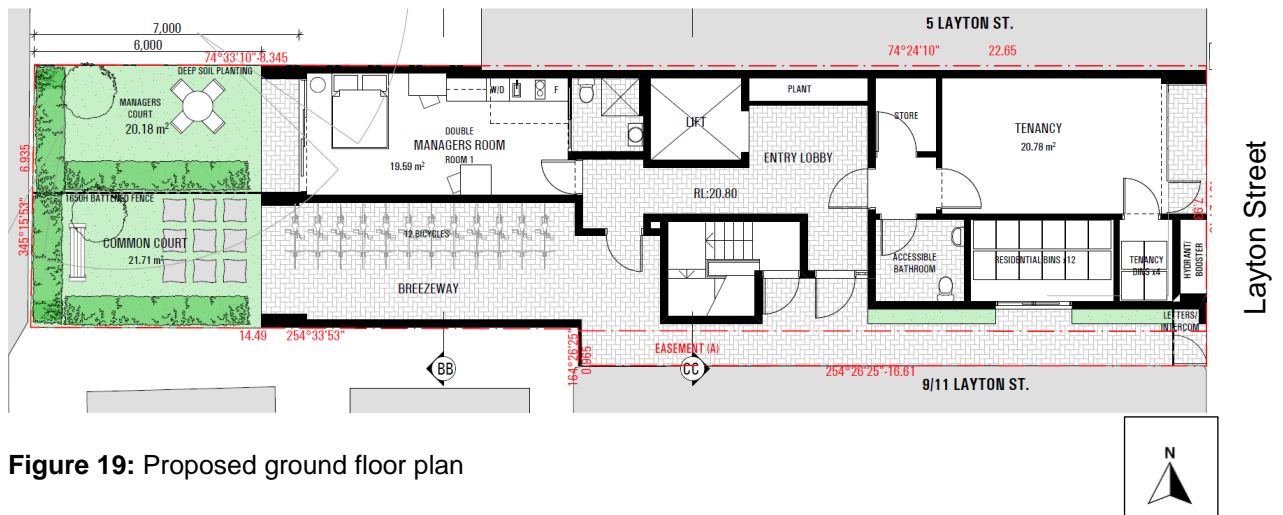 5 LAYTON ST.
7,000
6,000
74°33'10"-8.345
74°24'10" 22.65
DEEP SOIL PLANTING
MANAGERS
COURT
20.18 m²
W/D
F
DOUBLE
MANAGERS ROOM
ROOM 1
19.59 m²
LIFT
PLANT
ENTRY LOBBY
RL:20.80
STORE
TENANCY
20.78 m²
Layton Street
6.935
345°15'53"
1650H BATTENED FENCE
COMMON COURT
21.71 m²
12 BICYCLES
BREEZEWAY
ACCESSIBLE
BATHROOM
RESIDENTIAL BINS x12
TENANCY
BINS x4
HYDRANT/
BOOSTER
LETTERS/
INTERCOM
14.49 254°33'53"
164°26'25"
0.965
EASEMENT (A)
254°26'25"-16.61
BB
CC
9/11 LAYTON ST.
N
Figure 19: Proposed ground floor plan